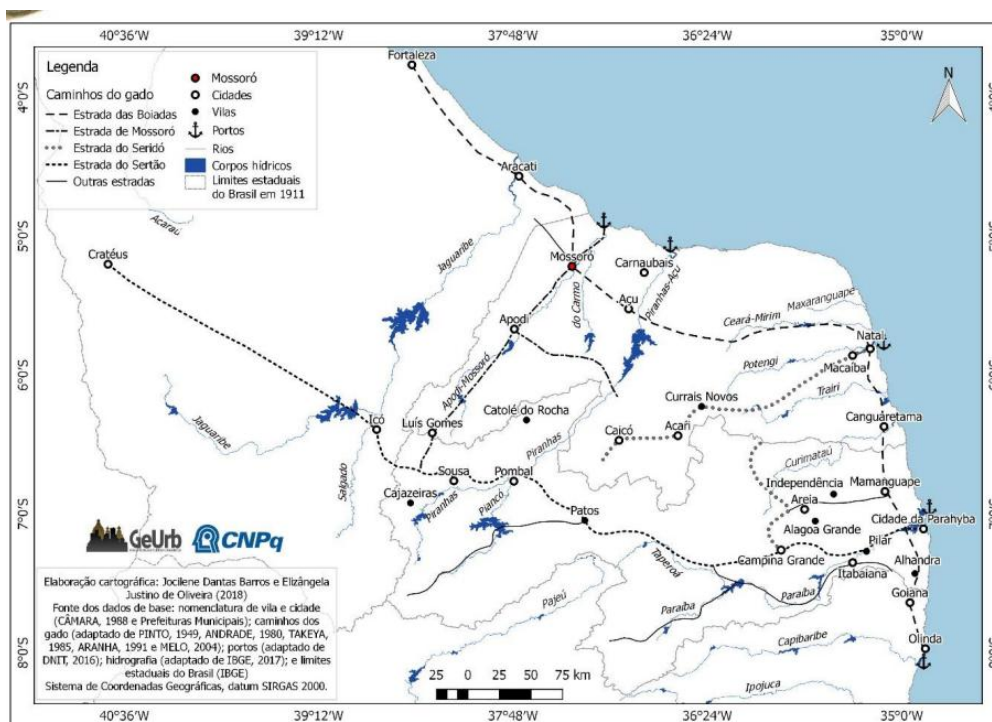 40°36'W 39°12'W 37°48'W 36°24'W 35°0'W
Legenda
Caminhos do gado
Estrada das Boiadas
Estrada de Mossoró
Estrada do Seridó
Estrada do Sertão
Outras estradas
Mossoró
Cidades
Vilas
Portos
Rios
Corpos hídricos
Limites estaduais
do Brasil em 1911
N
4°0'S
5°0'S
6°0'S
7°0'S
8°0'S
Fortaleza
Aracati
Acaraú
Jaguaribe
Cratéus
Mossoró
Carnaubais
do Carmo
Piranhas-Açu
Açu
Maxaranguape
Ceará-Mirim
Apodi
Natal
Macaíba
Potengi
Apodi-Mossoró
Trairi
Currais Novos
Catolé do Rocha
Canguaretama
Icó
Luís Gomes
Caicó
Acari
Jaguaribe
Salgado
Piranhas
Curimataú
Sousa
Pombal
Independência
Mamanguape
Cajazeiras
Piranhas
Piancó
Areia
Patos
Alagoa Grande
Cidade da Parahyba
Pilar
Campina Grande
Alhandra
Itabaiana
Taperoá
Goiana
Pajeú
Paraíba
Paraíba
Olinda
Capibaribe
Ipojuca
GeUrb
CNPq
Elaboração cartográfica: Jocilene Dantas Barros e Elizângela
Justino de Oliveira (2018)
Fonte dos dados de base: nomenclatura de vila e cidade
(CÂMARA, 1988 e Prefeituras Municipais); caminhos dos
gado (adaptado de PINTO, 1949, ANDRADE, 1980, TAKEYA,
1985, ARANHA, 1991 e MELO, 2004); portos (adaptado de
DNIT, 2016); hidrografia (adaptado de IBGE, 2017); e limites
estaduais do Brasil (IBGE)
Sistema de Coordenadas Geográficas, datum SIRGAS 2000.
25 0 25 50 75 km
40°36'W 39°12'W 37°48'W 36°24'W 35°0'W